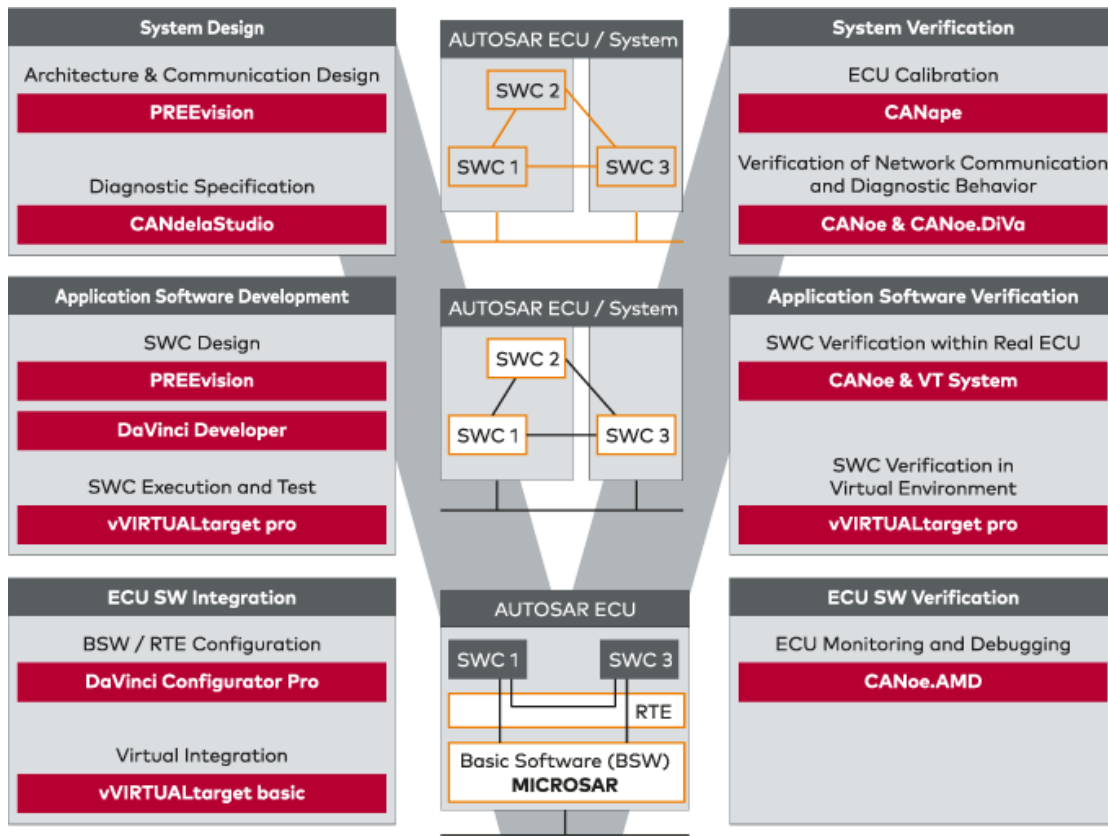 System Design
Architecture & Communication Design
PREEvision
Diagnostic Specification
CANdelaStudio
AUTOSAR ECU / System
SWC 2
SWC 1
SWC 3
System Verification
ECU Calibration
CANape
Verification of Network Communication
and Diagnostic Behavior
CANoe & CANoe.DiVa
Application Software Development
SWC Design
PREEvision
DaVinci Developer
SWC Execution and Test
vVIRTUALtarget pro
AUTOSAR ECU / System
SWC 2
SWC 1
SWC 3
Application Software Verification
SWC Verification within Real ECU
CANoe & VT System
SWC Verification in
Virtual Environment
vVIRTUALtarget pro
ECU SW Integration
BSW / RTE Configuration
DaVinci Configurator Pro
Virtual Integration
vVIRTUALtarget basic
AUTOSAR ECU
SWC 1
SWC 3
RTE
Basic Software (BSW)
MICROSAR
ECU SW Verification
ECU Monitoring and Debugging
CANoe.AMD